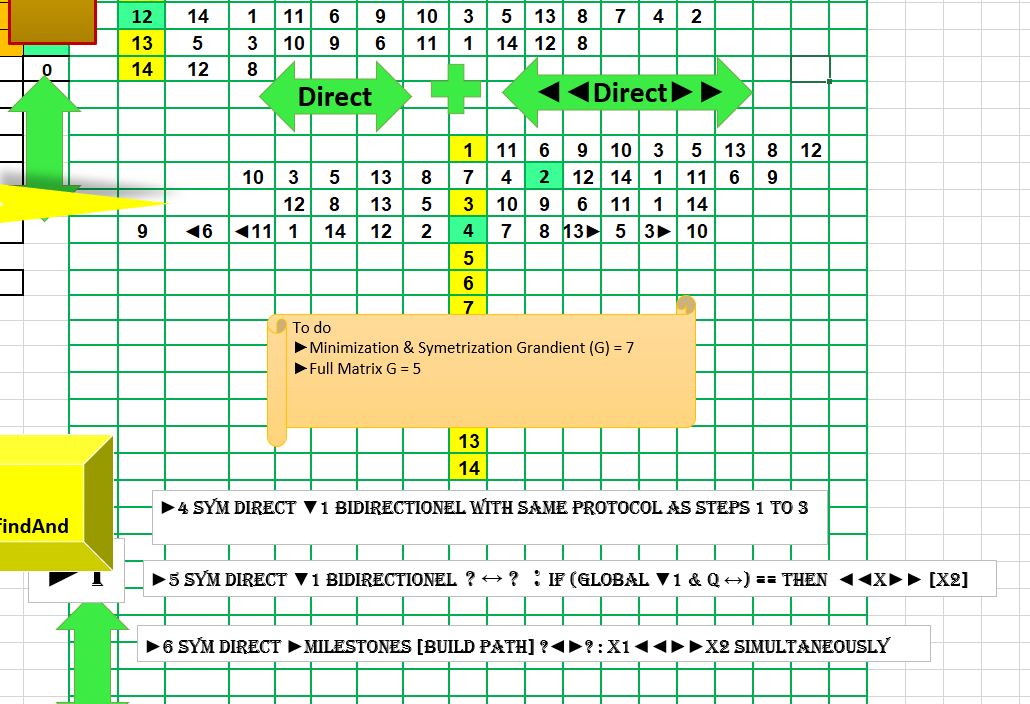 12 14 1 11 6 9 10 3 5 13 8 7 4 2
13 5 3 10 9 6 11 1 14 12 8
0 14 12 8
Direct
◄◄Direct►►
1 11 6 9 10 3 5 13 8 12
10 3 5 13 8 7 4 2 12 14 1 11 6 9
12 8 13 5 3 10 9 6 11 1 14
9 ◄6 ◄11 1 14 12 2 4 7 8 13► 5 3► 10
5
6
7
To do
►Minimization & Symetrization Grandient (G) = 7
►Full Matrix G = 5
13
14
►4 SYM DIRECT ▼1 BIDIRECTIONEL WITH SAME PROTOCOL AS STEPS 1 TO 3
findAnd
►1
►5 SYM DIRECT ▼1 BIDIRECTIONEL ? ↔ ? : IF (GLOBAL ▼1 & Q ↔) == THEN ◄◄X►► [X2]
►6 SYM DIRECT ►MILESTONES [BUILD PATH] ?◄►? : X1◄◄►►X2 SIMULTANEOUSLY